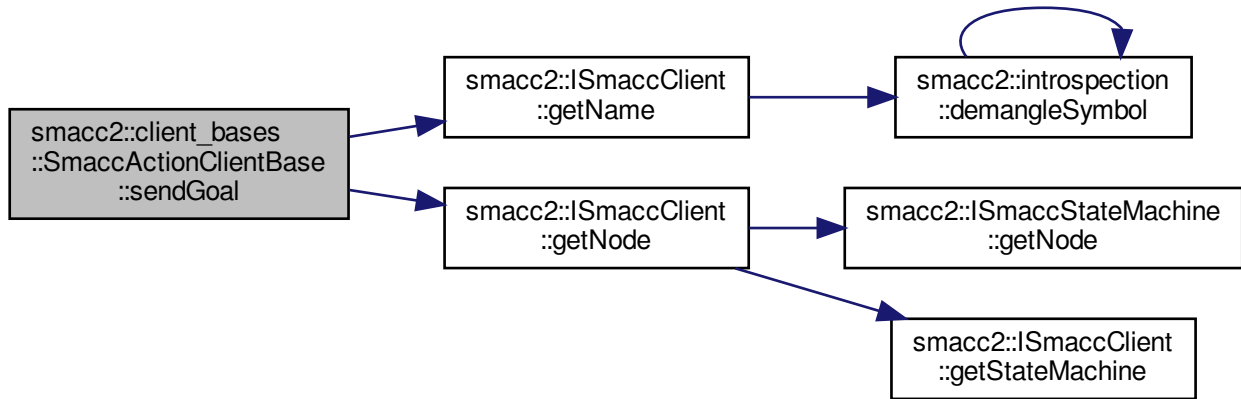 smacc2::client_bases
::SmaccActionClientBase
::sendGoal
smacc2::ISmaccClient
::getName
smacc2::introspection
::demangleSymbol
smacc2::ISmaccClient
::getNode
smacc2::ISmaccStateMachine
::getNode
smacc2::ISmaccClient
::getStateMachine